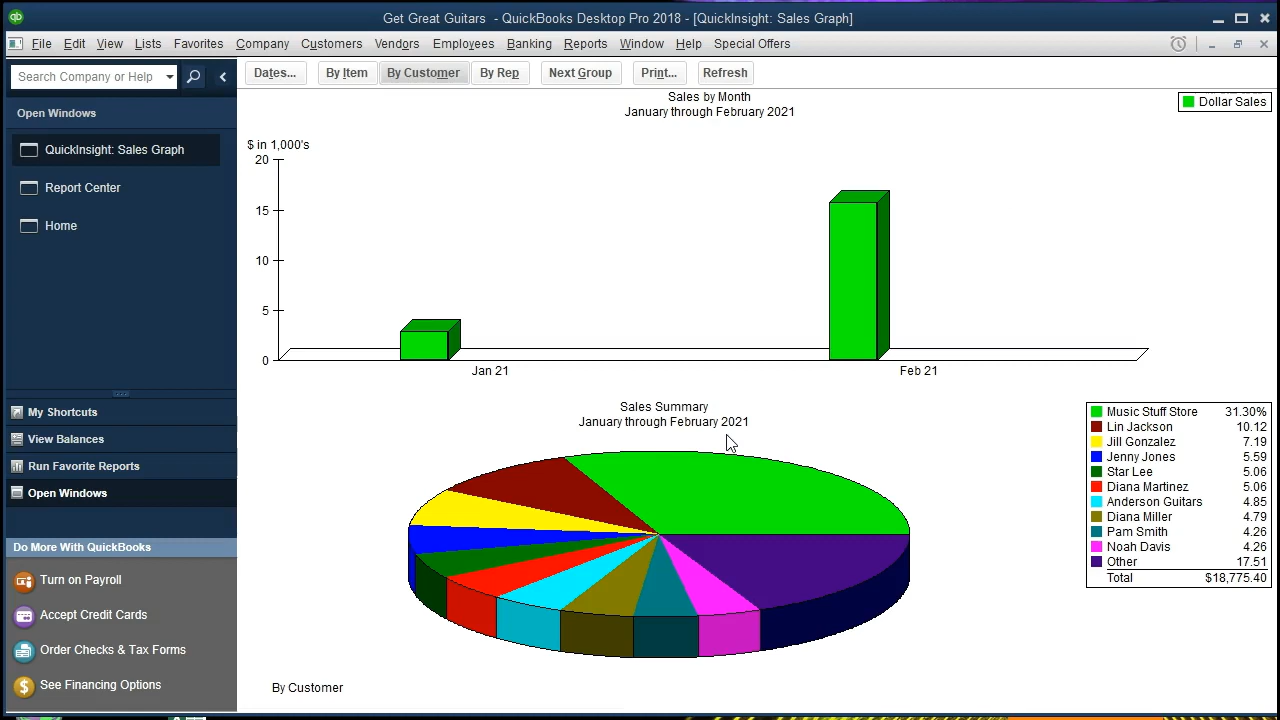 Get Great Guitars - QuickBooks Desktop Pro 2018 - [QuickInsight: Sales Graph]
File Edit View Lists Favorites Company Customers Vendors Employees Banking Reports Window Help Special Offers
Search Company or Help
Dates... By Item By Customer By Rep Next Group Print... Refresh
Open Windows
QuickInsight: Sales Graph
Report Center
Home
My Shortcuts
View Balances
Run Favorite Reports
Open Windows
Do More With QuickBooks
Turn on Payroll
Accept Credit Cards
Order Checks & Tax Forms
See Financing Options
Sales by Month
January through February 2021
Dollar Sales
$ in 1,000's
20
15
10
5
0
Jan 21 Feb 21
Sales Summary
January through February 2021
Music Stuff Store 31.30%
Lin Jackson 10.12
Jill Gonzalez 7.19
Jenny Jones 5.59
Star Lee 5.06
Diana Martinez 5.06
Anderson Guitars 4.85
Diana Miller 4.79
Pam Smith 4.26
Noah Davis 4.26
Other 17.51
Total $18,775.40
By Customer